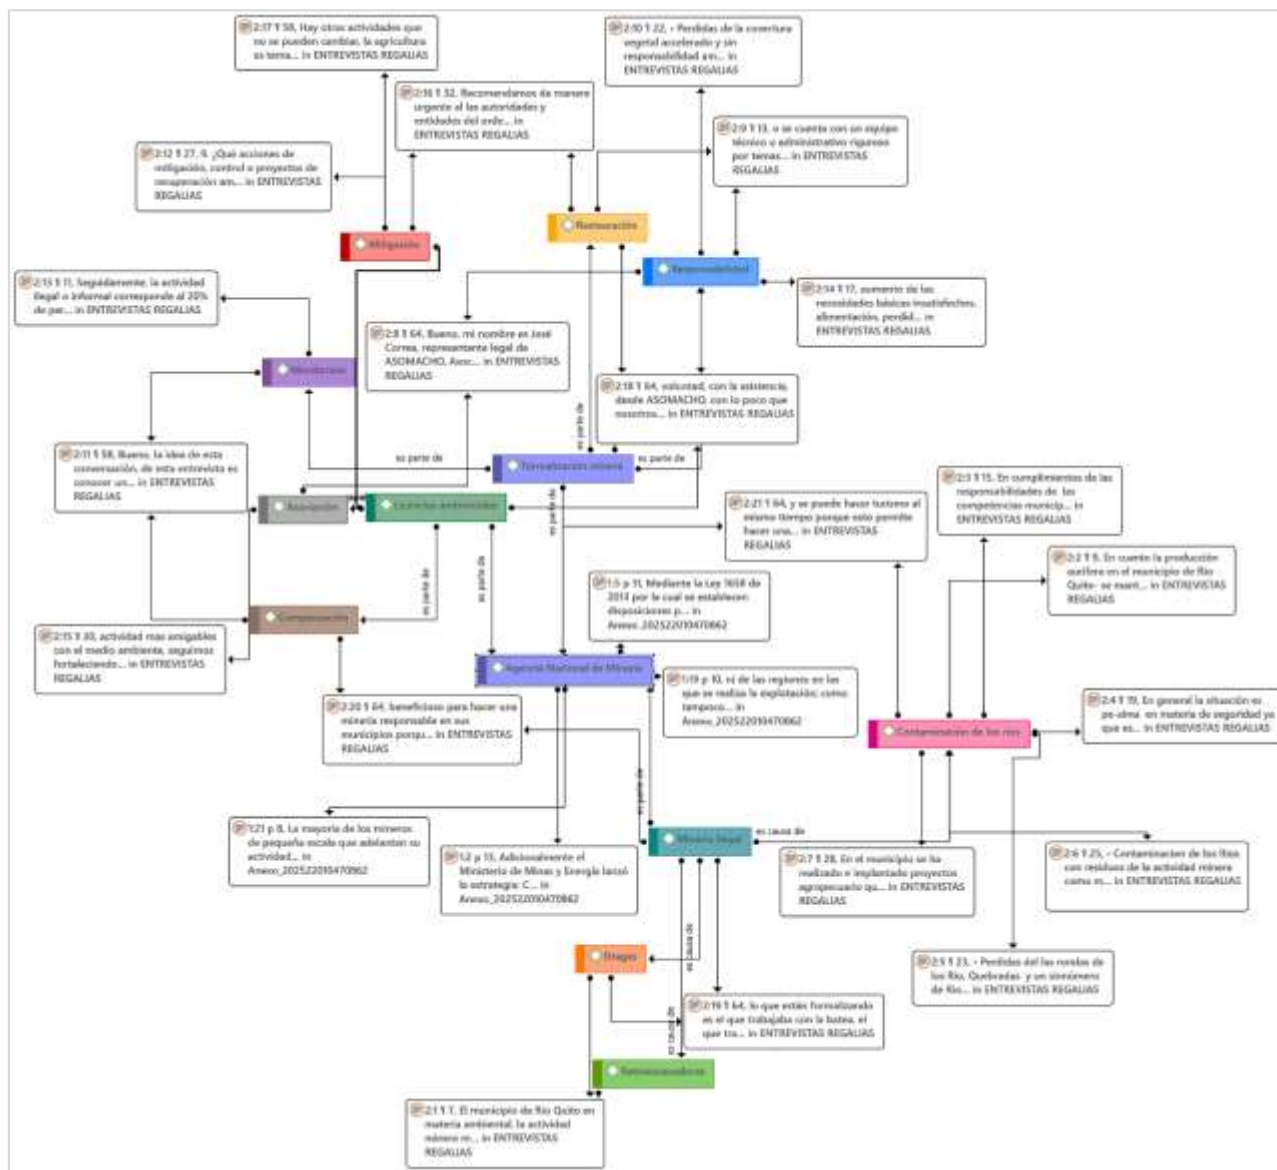 2:17 ¶ 58, Hay otras actividades que
no se pueden cambiar, la agricultura
es tema... in ENTREVISTAS REGALIAS
2:10 ¶ 22, - Perdidas de la covertura
vegetal accelerado y sin
responsabilidad am... in
ENTREVISTAS REGALIAS
2:16 ¶ 32, Recomendamos de manera
urgente al las autoridades y
entidades del orde... in
ENTREVISTAS REGALIAS
2:9 ¶ 13, o se cuenta con un equipo
técnico o administrativo riguroso
por temas... in ENTREVISTAS
REGALIAS
2:12 ¶ 27, 9. ¿Qué acciones de
mitigación, control o proyectos de
recuperación am... in ENTREVISTAS
REGALIAS
Restauración
Mitigación
Responsabilidad
2:13 ¶ 11, Seguidamente, la actividad
ilegal o informal corresponde al 20%
de per... in ENTREVISTAS REGALIAS
2:14 ¶ 17, aumento de las
necesidades básicas insatisfechas,
alimentación, perdid... in
ENTREVISTAS REGALIAS
2:8 ¶ 64, Bueno, mi nombre es José
Correa, representante legal de
ASOMACHO, Asoc... in ENTREVISTAS
REGALIAS
2:18 ¶ 64, voluntad, con la asistencia,
desde ASOMACHO, con lo poco que
nosotros... in ENTREVISTAS REGALIAS
es parte de
2:11 ¶ 58, Bueno, la idea de esta
conversación, de esta entrevista es
conocer un... in ENTREVISTAS
REGALIAS
es parte de
Formalización minera
es parte de
2:3 ¶ 15, En cumplimientos de las
responsabilidades de las
competencias municip... in
ENTREVISTAS REGALIAS
Asociación
Licencias ambientales
2:21 ¶ 64, y se puede hacer turismo al
mismo tiempo porque esto permite
hacer una... in ENTREVISTAS
REGALIAS
es parte de
2:2 ¶ 9, En cuanto la producción
aurífera en el municipio de Rio
Quito- se mant... in ENTREVISTAS
REGALIAS
es parte de
es parte de
1:5 p 11, Mediante la Ley 1658 de
2013 por la cual se establecen
disposiciones p... in
Anexo_202522010470862
Compensación
2:15 ¶ 30, actividad mas amigables
con el medio ambiente, seguimos
fortaleciendo... in ENTREVISTAS
REGALIAS
Agencia Nacional de Minería
1:19 p 10, ni de las regiones en las
que se realiza la explotación; como
tampoco... in
Anexo_202522010470862
2:20 ¶ 64, beneficioso para hacer una
minería responsable en sus
municipios porqu... in ENTREVISTAS
REGALIAS
2:4 ¶ 19, En general la situación es
en materia de seguridad ya
que es... in ENTREVISTAS REGALIAS
Contaminación de los rios
es parte de
1:21 p 8, La mayoría de los mineros
de pequeña escala que adelantan su
actividad... in
Anexo_202522010470862
1:2 p 13, Adicionalmente el
Ministerio de Minas y Energía lanzó
la estrategia: C... in
Anexo_202522010470862
Minería Ilegal
es causa de
2:7 ¶ 28, En el municipio se ha
realizado e implantado proyectos
agropecuario qu... in ENTREVISTAS
REGALIAS
2:6 ¶ 25, - Contaminacion de los Rios
con residuos de la actividad minera
como m... in ENTREVISTAS REGALIAS
es causa de
Dragas
2:5 ¶ 23, - Perdidas del las rondas de
los Rio, Quebradas y un sinnúmero
de Rie... in ENTREVISTAS REGALIAS
2:19 ¶ 64, lo que están formalizando
es el que trabajaba con la batea, el
que tra... in ENTREVISTAS REGALIAS
es causa de
Retroexcavadoras
2:1 ¶ 7, El municipio de Rio Quito en
materia ambiental, la actividad
minera m... in ENTREVISTAS
REGALIAS